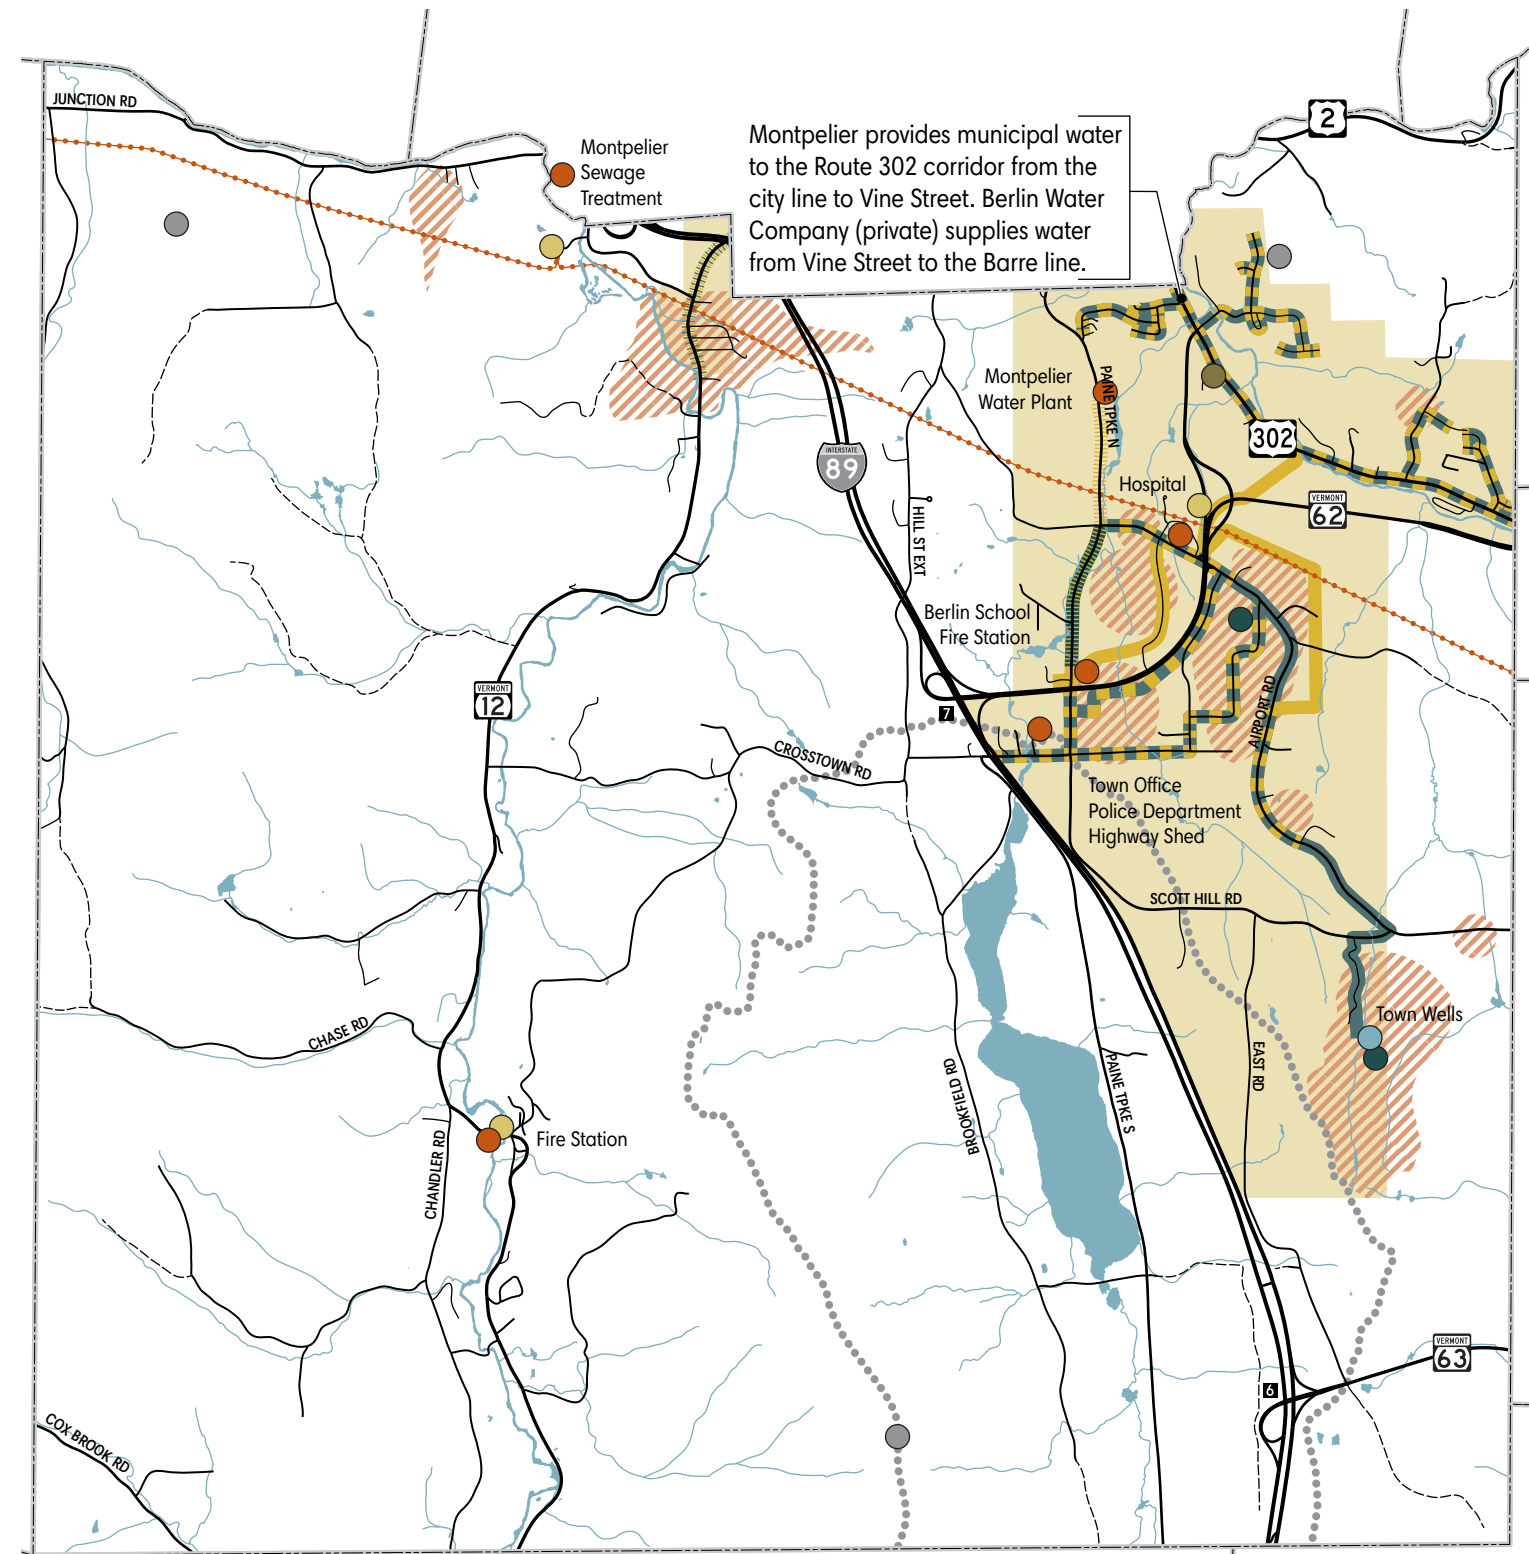 JUNCTION RD
Montpelier
Sewage
Treatment
Montpelier provides municipal water
to the Route 302 corridor from the
city line to Vine Street. Berlin Water
Company (private) supplies water
from Vine Street to the Barre line.
2
Montpelier
Water Plant
PAINE TPKE N
302
INTERSTATE
89
Hospital
VERMONT
62
HILL ST EXT
Berlin School
Fire Station
VERMONT
12
7
AIRPORT RD
CROSSTOWN RD
Town Office
Police Department
Highway Shed
SCOTT HILL RD
Town Wells
CHASE RD
EAST RD
BROOKFIELD RD
PAINE TPKE S
Fire Station
CHANDLER RD
VERMONT
63
6
COX BROOK RD